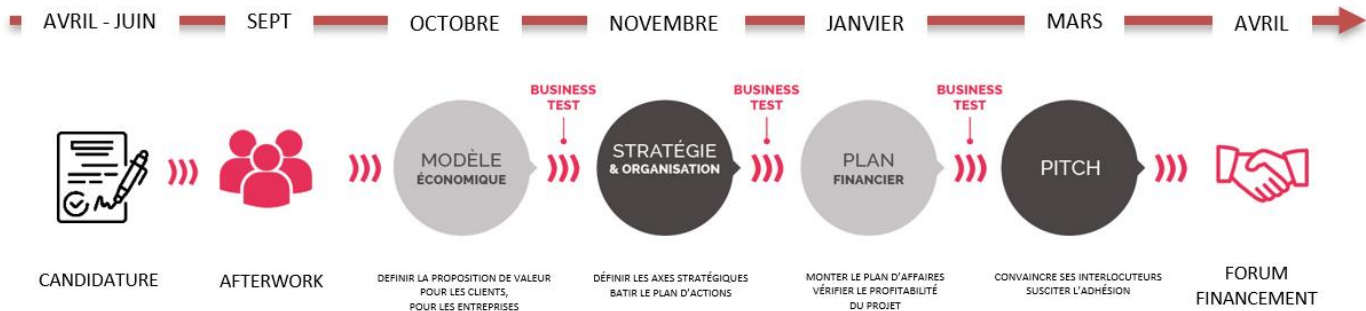 AVRIL - JUIN
SEPT
OCTOBRE
NOVEMBRE
JANVIER
MARS
AVRIL
BUSINESS
TEST
BUSINESS
TEST
BUSINESS
TEST
MODÈLE
ÉCONOMIQUE
STRATÉGIE
& ORGANISATION
PLAN
FINANCIER
PITCH
CANDIDATURE
AFTERWORK
DEFINIR LA PROPOSITION DE VALEUR
POUR LES CLIENTS,
POUR LES ENTREPRISES
DÉFINIR LES AXES STRATÉGIQUES
BATIR LE PLAN D'ACTIONS
MONTER LE PLAN D'AFFAIRES
VÉRIFIER LE PROFITABILITÉ
DU PROJET
CONVAINCRE SES INTERLOCUTEURS
SUSCITER L'ADHÉSION
FORUM
FINANCEMENT